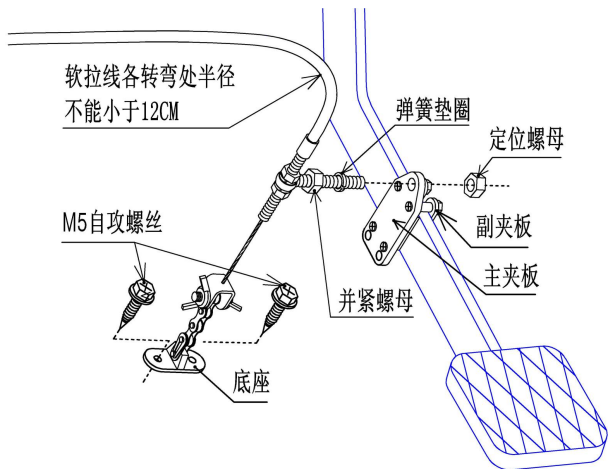 软拉线各转弯处半径
不能小于12CM
弹簧垫圈
定位螺母
M5自攻螺丝
副夹板
主夹板
并紧螺母
底座